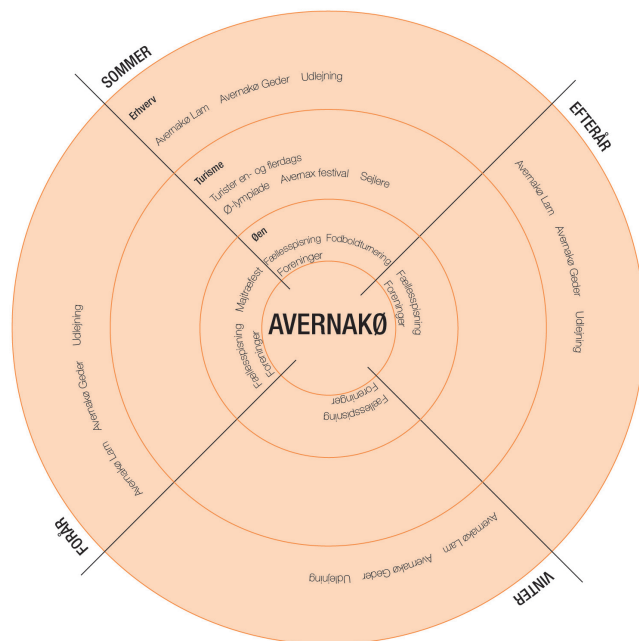 SOMMER
Erhverv
Avernakø Lam
Avernakø Geder
Udlejning
Turisme
Turister en- og flerdags
Ø-lympiade
Avernax festival
Sejlere
Øen
Fællesspisning
Fodboldturnering
Foreninger
EFTERÅR
Avernakø Lam
Avernakø Geder
Udlejning
Fællesspisning
Foreninger
AVERNAKØ
VINTER
Avernakø Lam
Avernakø Geder
Udlejning
Foreninger
Fællesspisning
FORÅR
Avernakø Lam
Avernakø Geder
Udlejning
Majtræfest
Fællesspisning
Foreninger